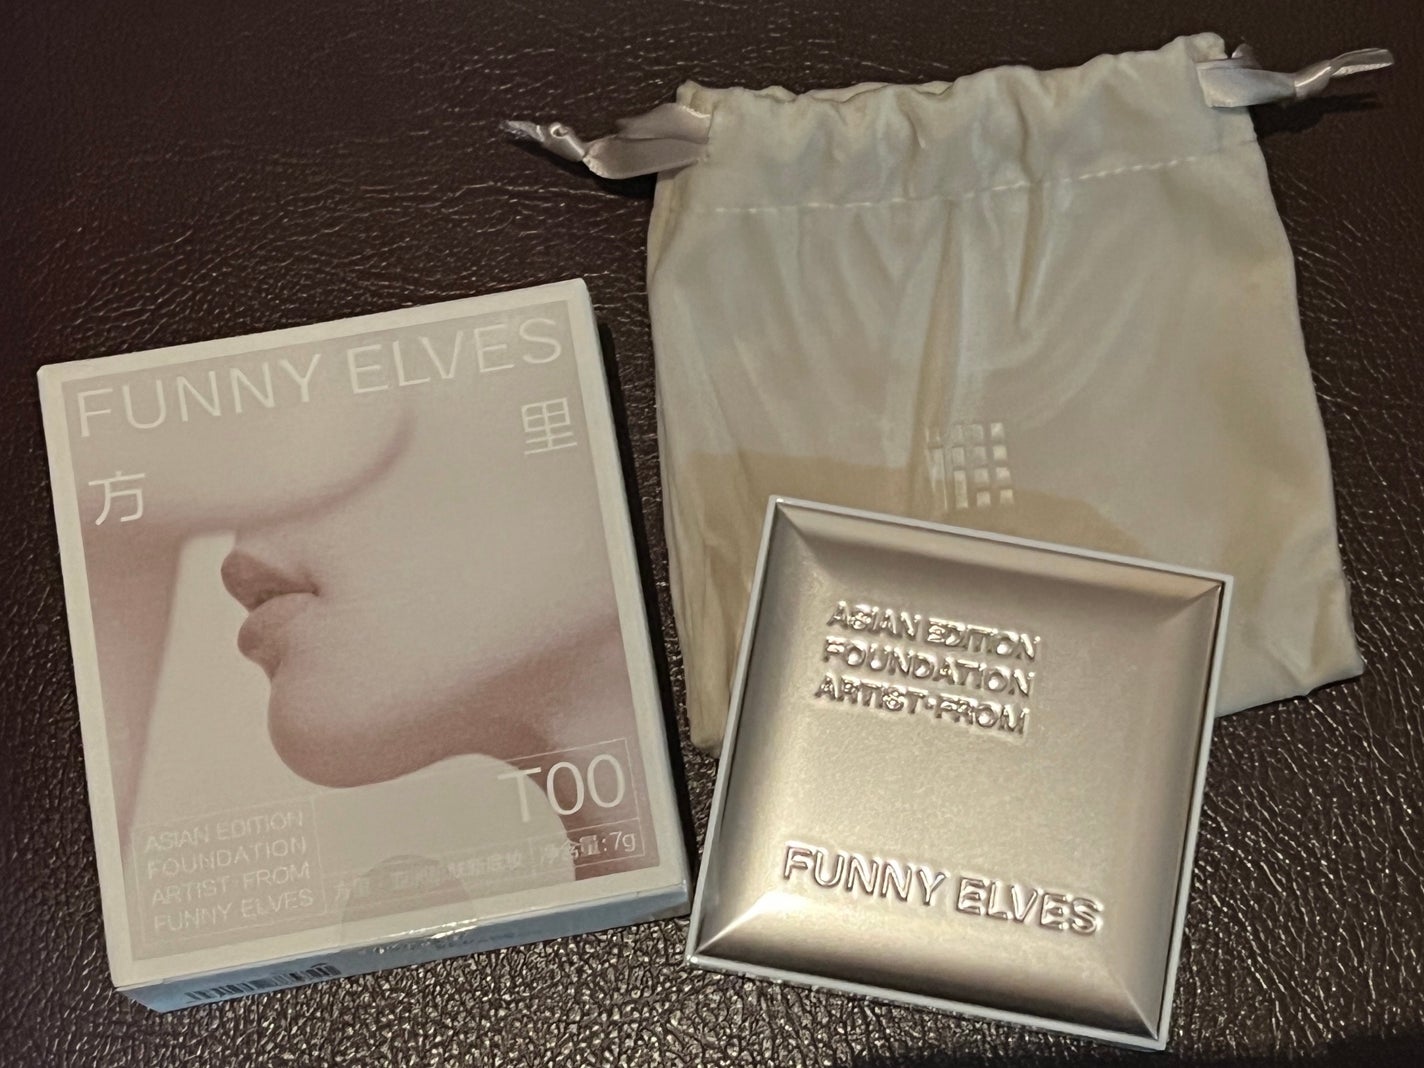 FUNNY ELVES
里
方
T00
净含量:7g
ASIAN EDITION
FOUNDATION
ARTIST·FROM
FUNNY ELVES
ASIAN EDITION
FOUNDATION
ARTIST·FROM
FUNNY ELVES